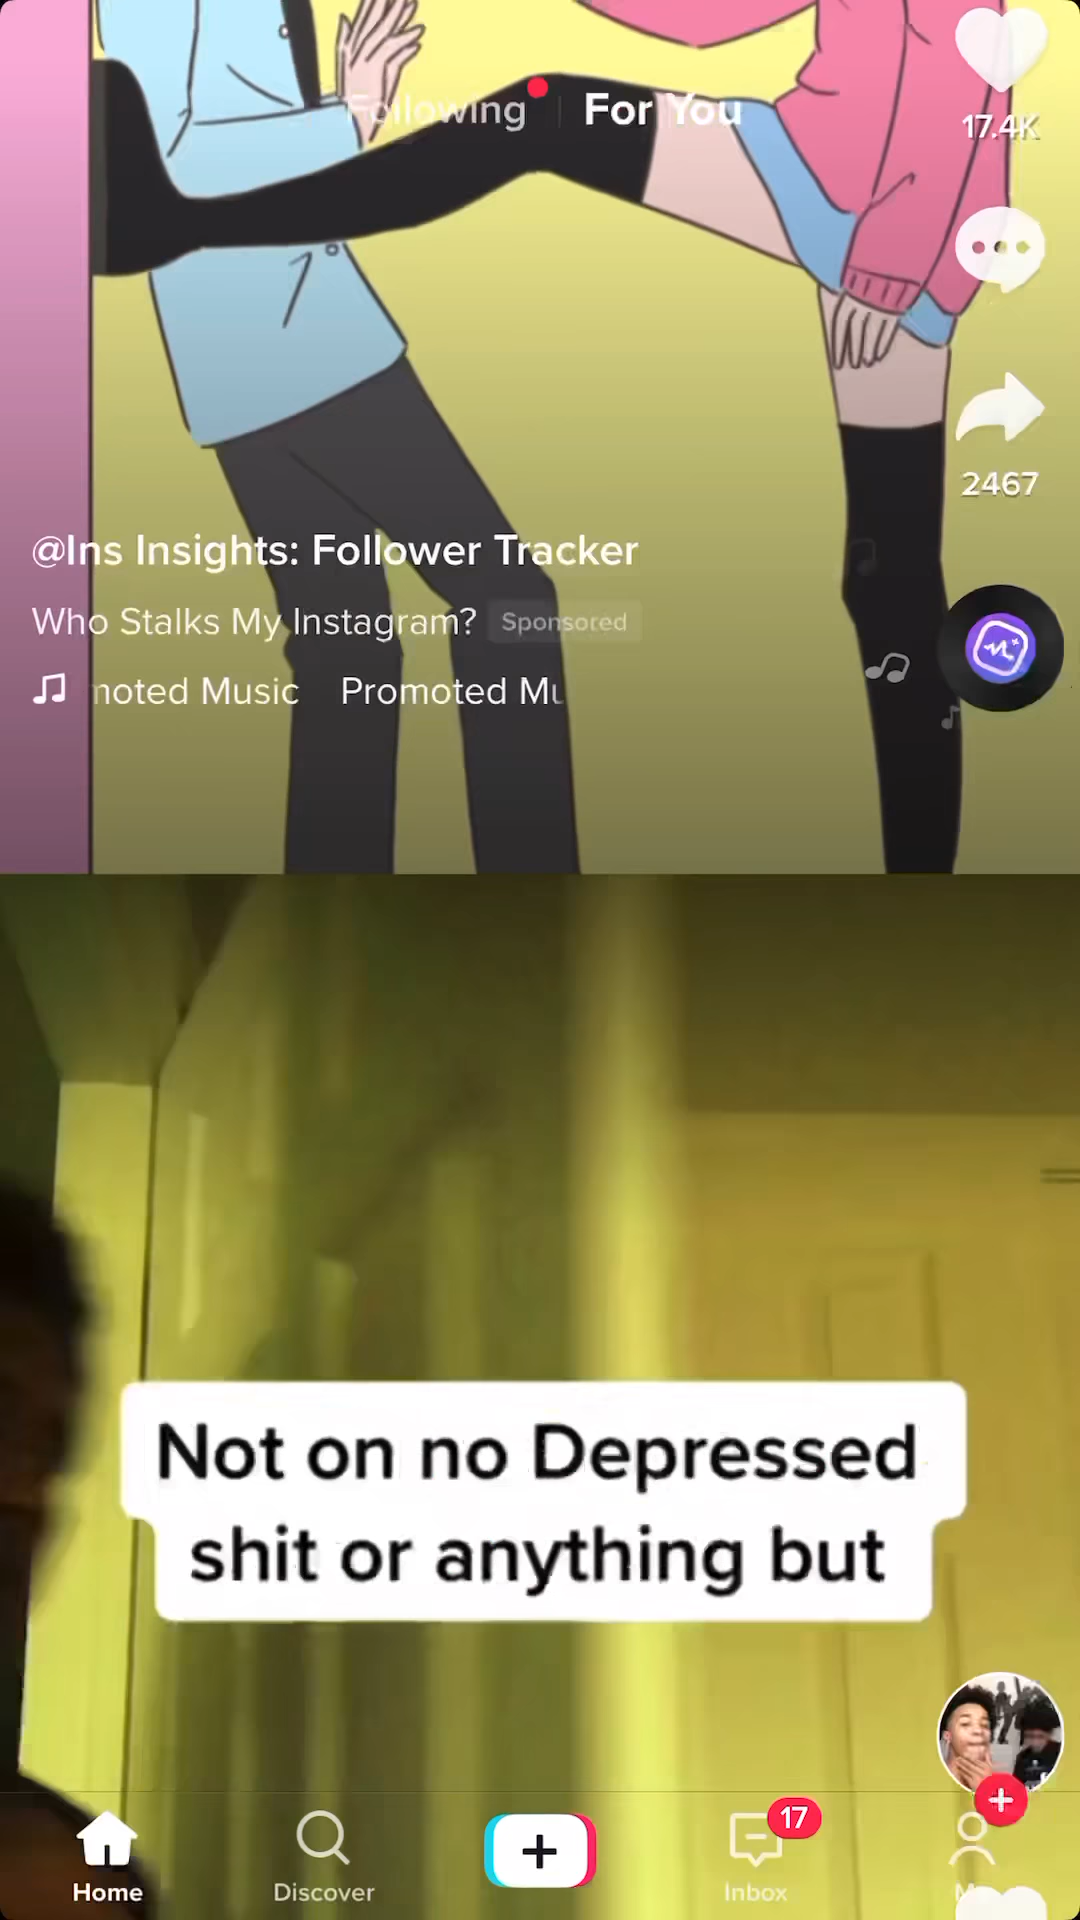 Following
For You
17.4K
2467
@Ins Insights: Follower Tracker
Who Stalks My Instagram? Sponsored
moted Music Promoted Mu
Not on no Depressed
shit or anything but
17
Home
Discover
Inbox